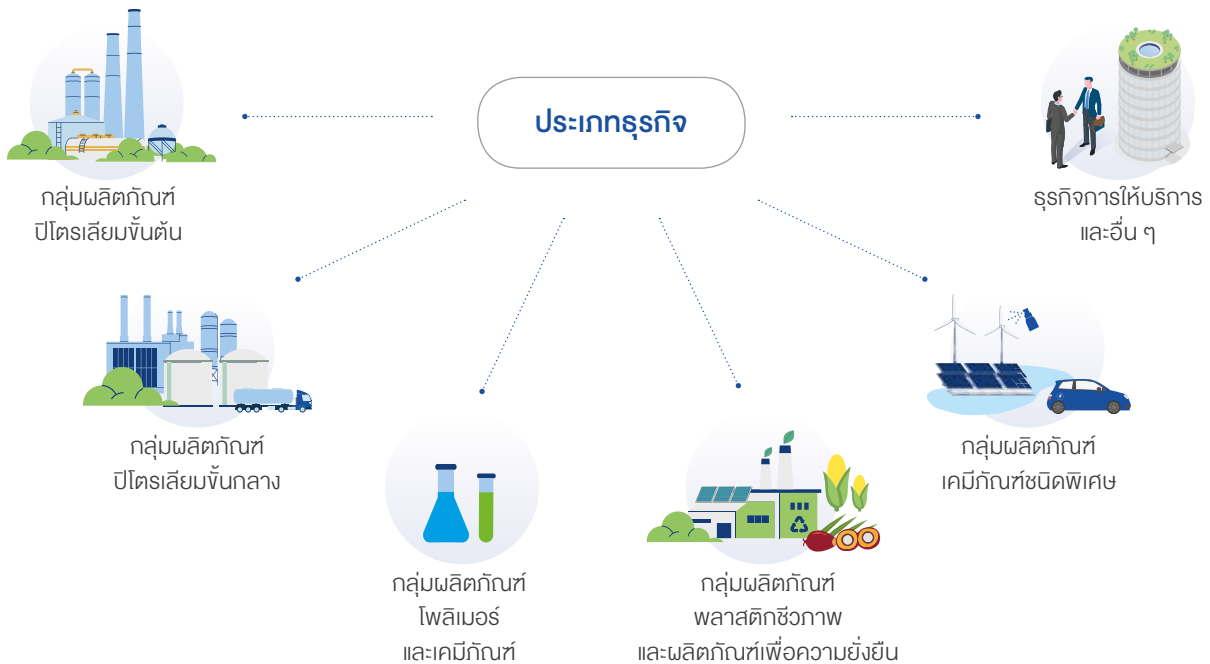 ประเภทธุรกิจ
กลุ่มผลิตภัณฑ์
ปิโตรเลียมขั้นต้น
ธุรกิจการให้บริการ
และอื่น ๆ
กลุ่มผลิตภัณฑ์
ปิโตรเลียมขั้นกลาง
กลุ่มผลิตภัณฑ์
เคมีภัณฑ์ชนิดพิเศษ
กลุ่มผลิตภัณฑ์
โพลิเมอร์
และเคมีภัณฑ์
กลุ่มผลิตภัณฑ์
พลาสติกชีวภาพ
และผลิตภัณฑ์เพื่อความยั่งยืน